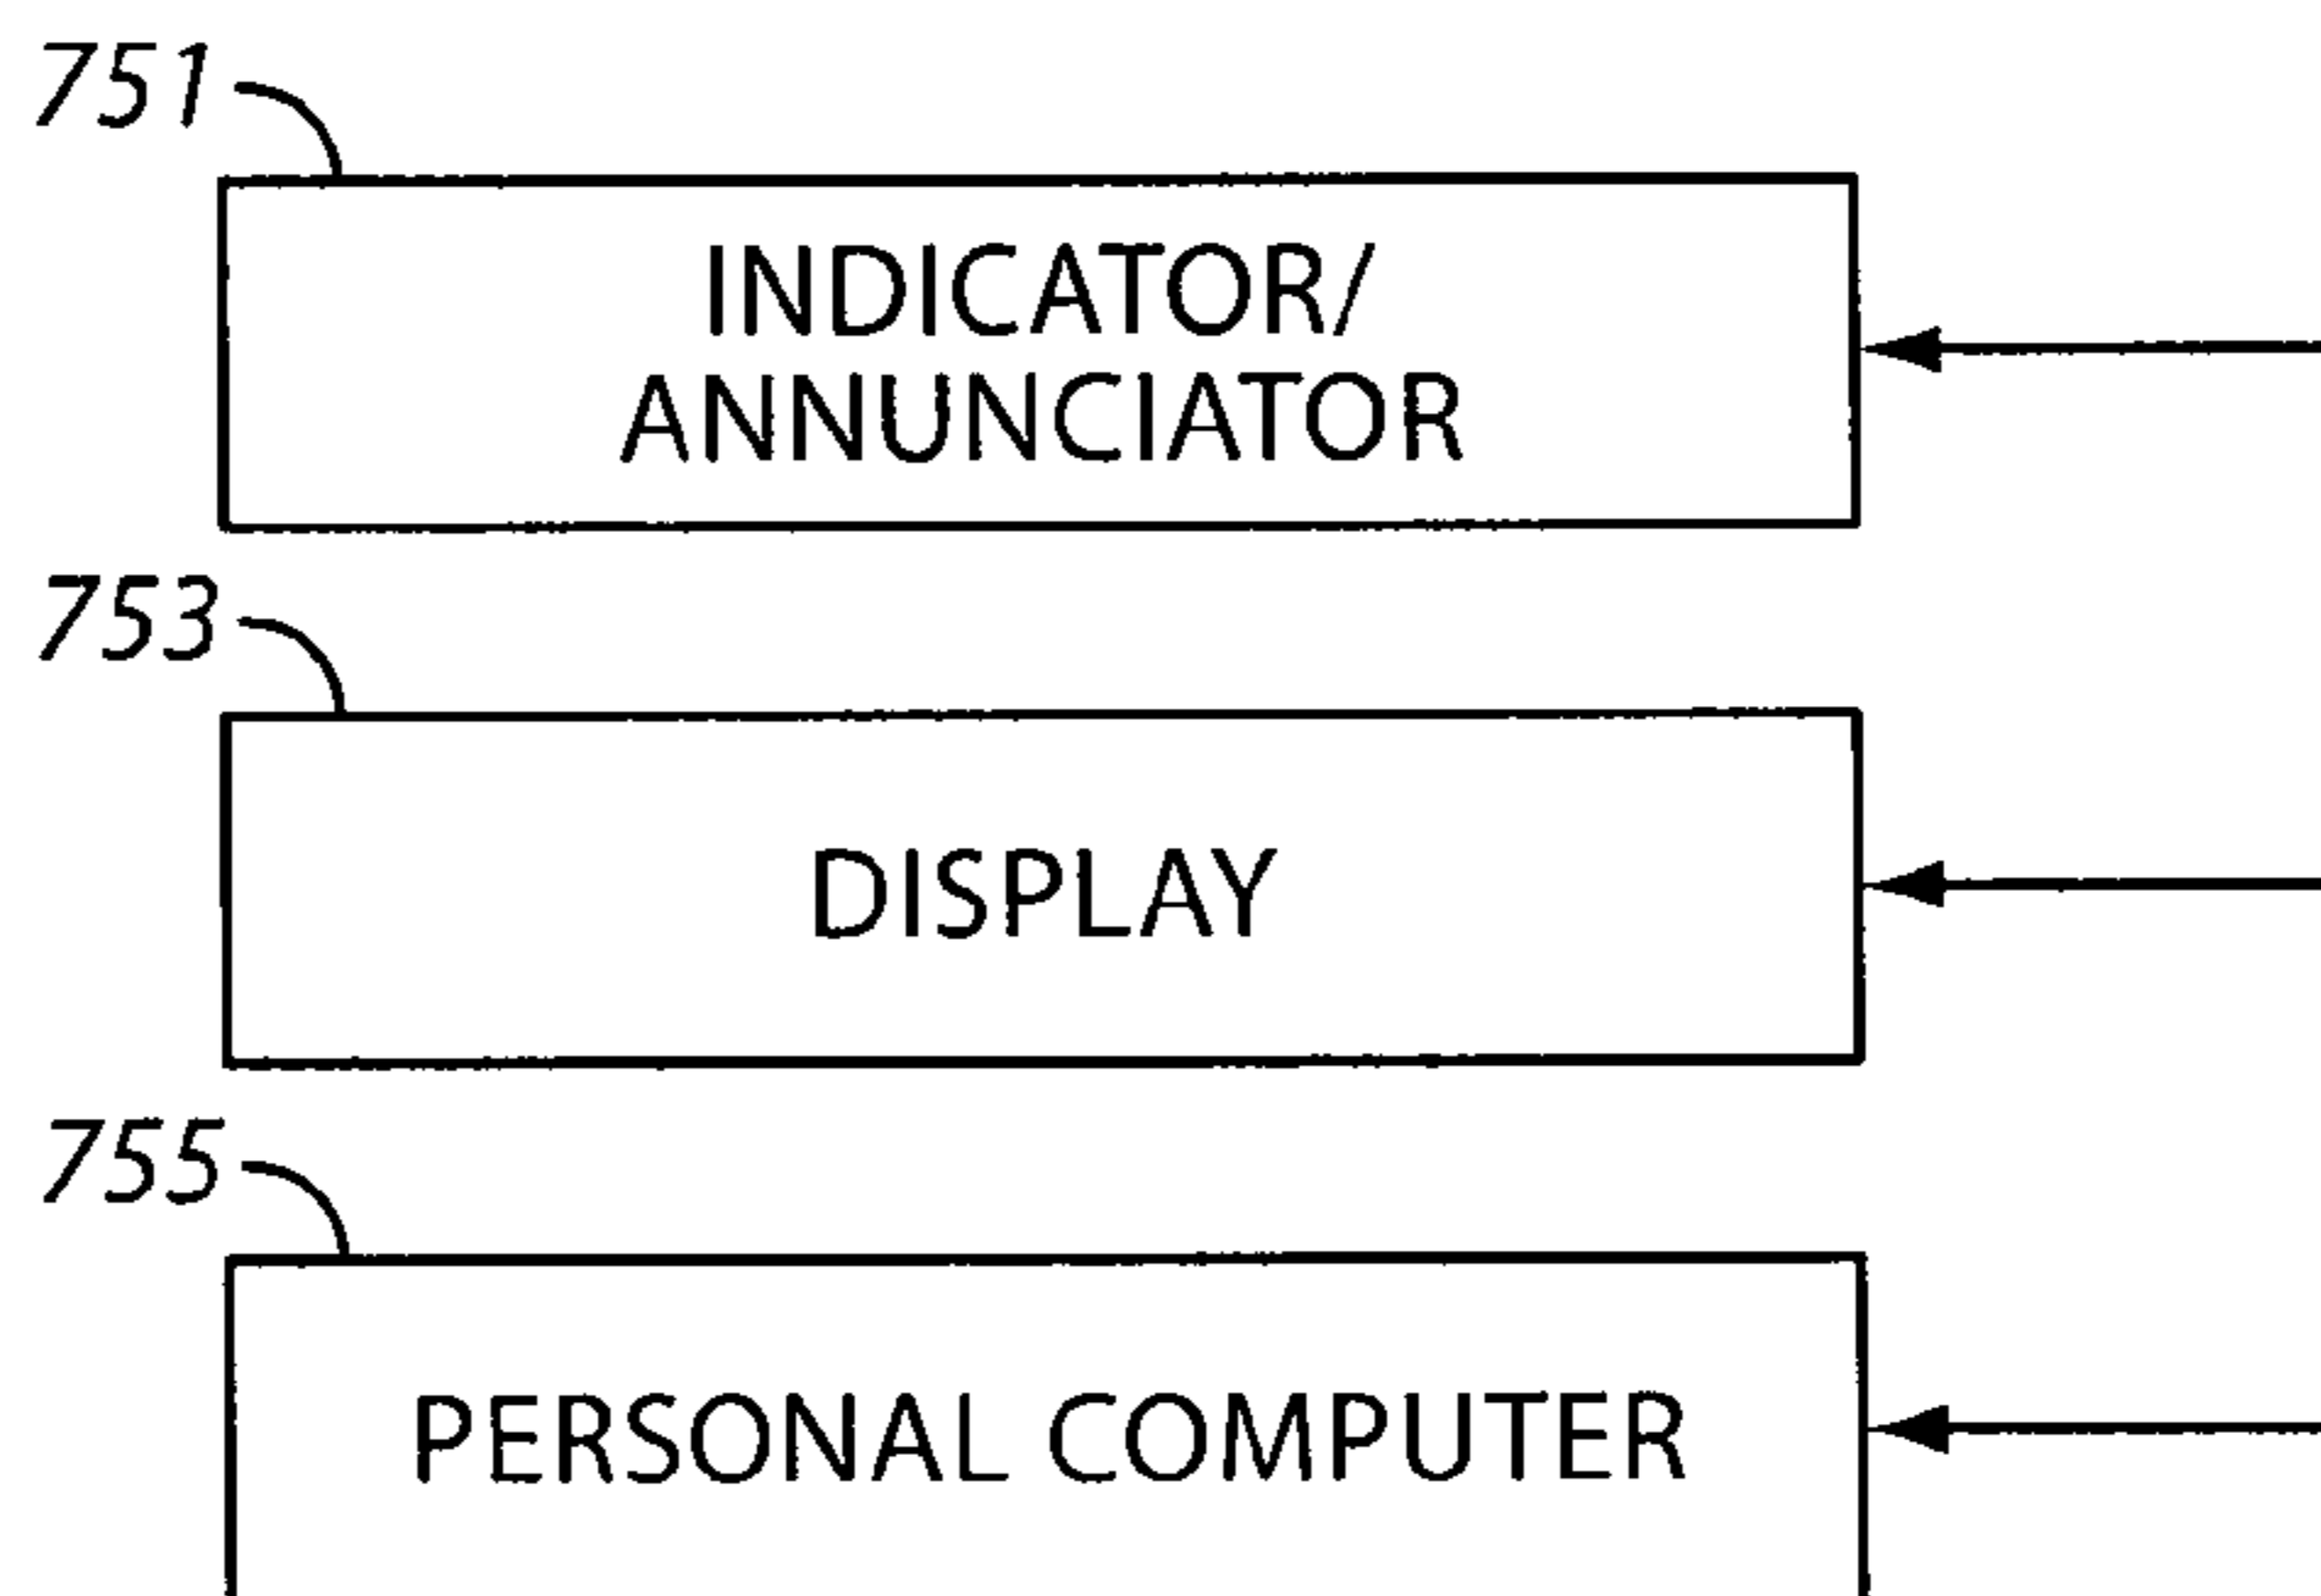 751
INDICATOR/
ANNUNCIATOR
753
DISPLAY
755
PERSONAL COMPUTER